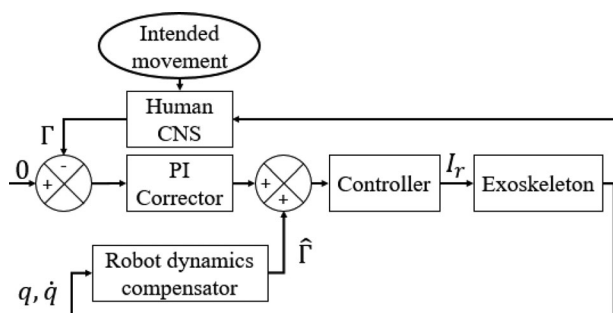 Intended
movement
Human
CNS
Γ
-
0
+
PI
Corrector
+
+
Controller
I_r
Exoskeleton
Γ̂
Robot dynamics
compensator
q, q̇